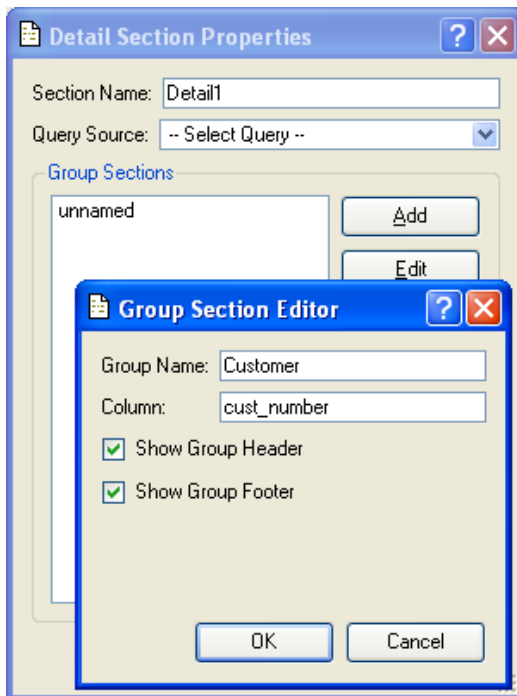 Detail Section Properties
Section Name: Detail1
Query Source: -- Select Query --
Group Sections
unnamed
Add
Edit
Group Section Editor
Group Name: Customer
Column: cust_number
Show Group Header
Show Group Footer
OK Cancel